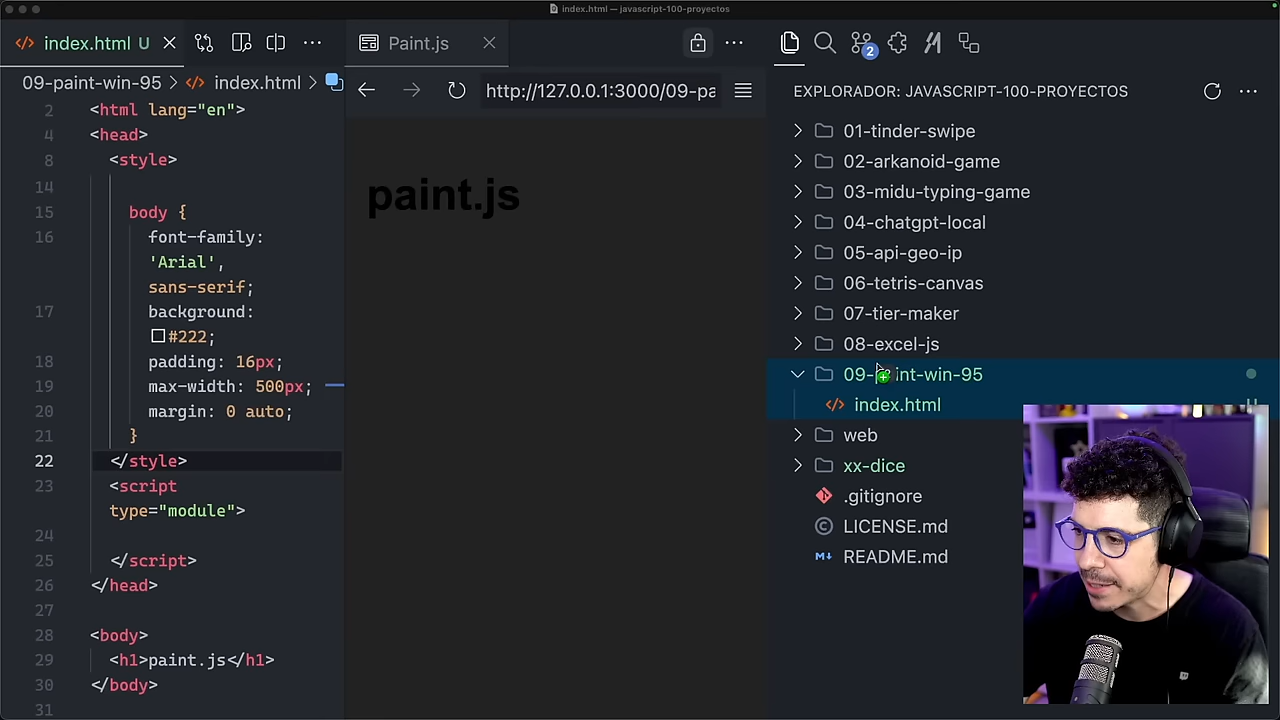 index.html — javascript-100-proyectos
index.html U
Paint.js
2
09-paint-win-95 > index.html >
http://127.0.0.1:3000/09-pa
EXPLORADOR: JAVASCRIPT-100-PROYECTOS
2 <html lang="en">
4 <head>
8 <style>
14
15 body {
16 font-family:
'Arial',
sans-serif;
17 background:
#222;
18 padding: 16px;
19 max-width: 500px;
20 margin: 0 auto;
21 }
22 </style>
23 <script
type="module">
24
25 </script>
26 </head>
27
28 <body>
29 <h1>paint.js</h1>
30 </body>
31
paint.js
01-tinder-swipe
02-arkanoid-game
03-midu-typing-game
04-chatgpt-local
05-api-geo-ip
06-tetris-canvas
07-tier-maker
08-excel-js
09-paint-win-95
index.html
web
xx-dice
.gitignore
LICENSE.md
README.md